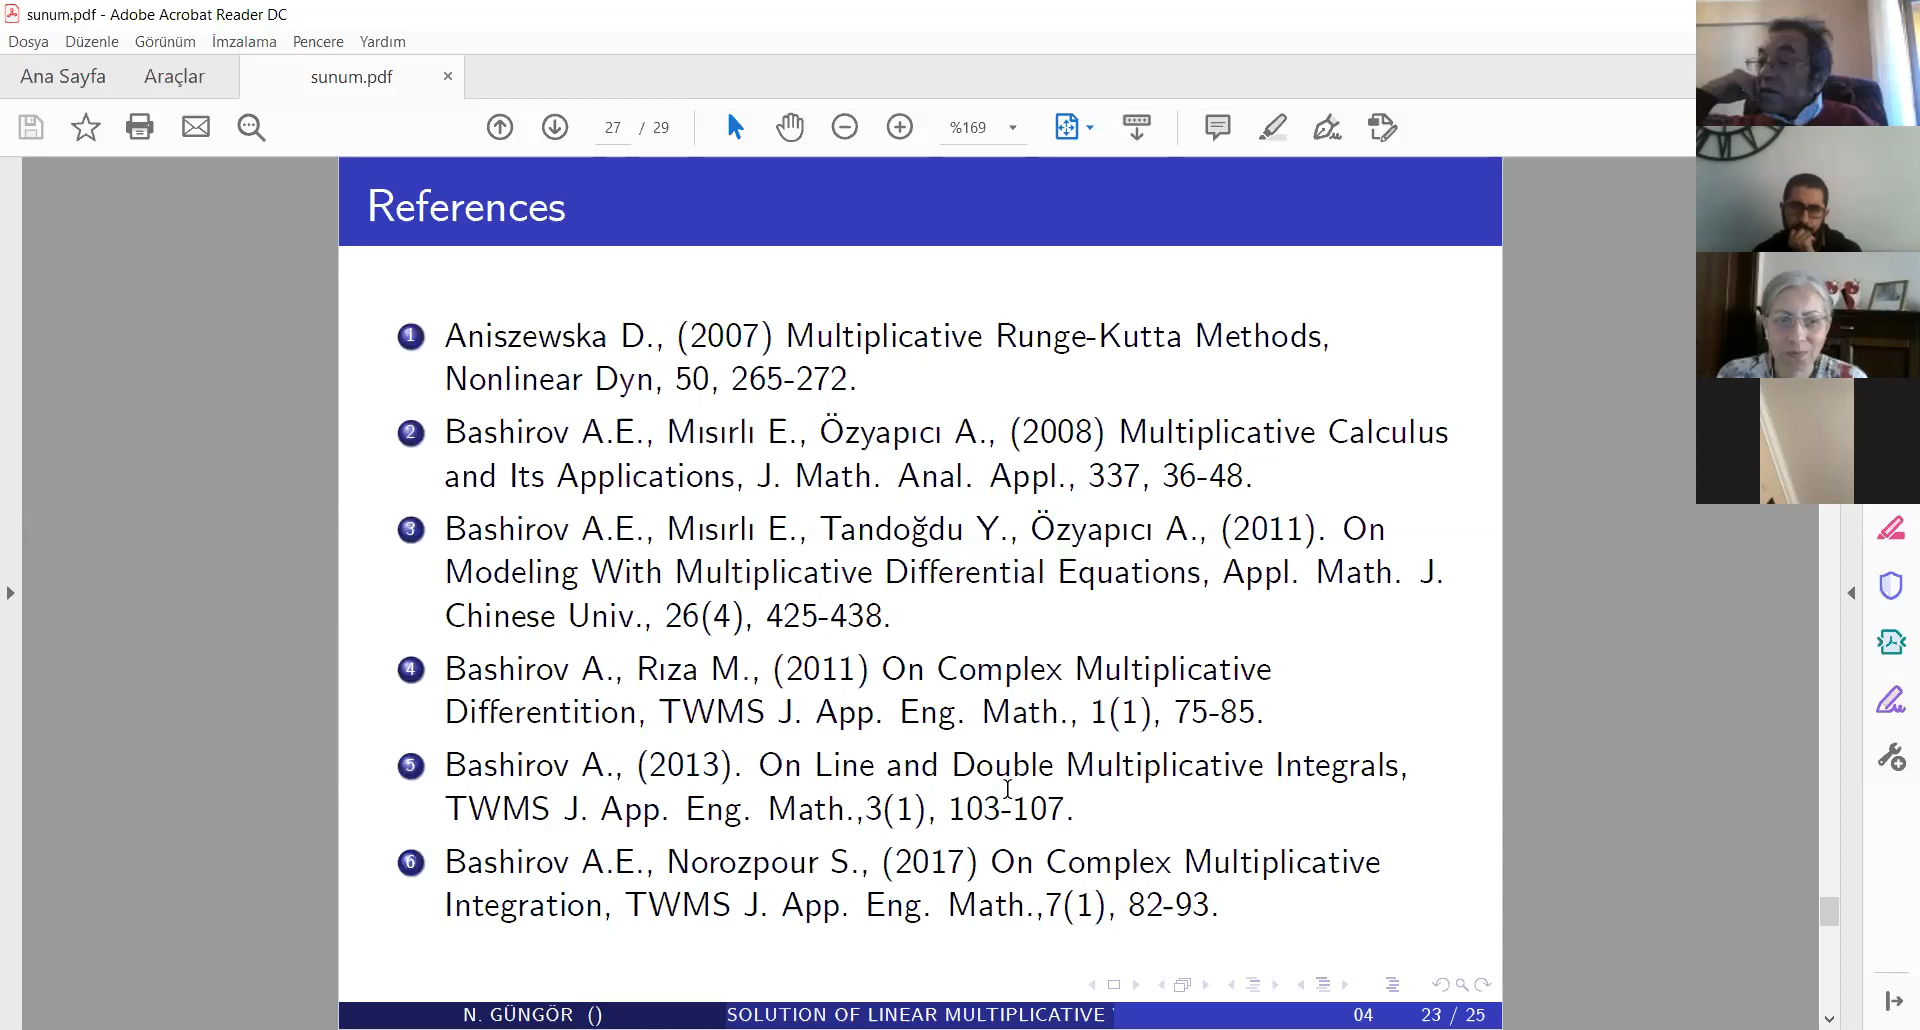 sunum.pdf - Adobe Acrobat Reader DC
Dosya Düzenle Görünüm İmzalama Pencere Yardım
Ana Sayfa Araçlar sunum.pdf ×
27 / 29 %169
References
1 Aniszewska D., (2007) Multiplicative Runge-Kutta Methods,
Nonlinear Dyn, 50, 265-272.
2 Bashirov A.E., Mısırlı E., Özyapıcı A., (2008) Multiplicative Calculus
and Its Applications, J. Math. Anal. Appl., 337, 36-48.
3 Bashirov A.E., Mısırlı E., Tandoğdu Y., Özyapıcı A., (2011). On
Modeling With Multiplicative Differential Equations, Appl. Math. J.
Chinese Univ., 26(4), 425-438.
4 Bashirov A., Rıza M., (2011) On Complex Multiplicative
Differentition, TWMS J. App. Eng. Math., 1(1), 75-85.
5 Bashirov A., (2013). On Line and Double Multiplicative Integrals,
TWMS J. App. Eng. Math.,3(1), 103-107.
6 Bashirov A.E., Norozpour S., (2017) On Complex Multiplicative
Integration, TWMS J. App. Eng. Math.,7(1), 82-93.
N. GÜNGÖR () SOLUTION OF LINEAR MULTIPLICATIVE 04 23 / 25